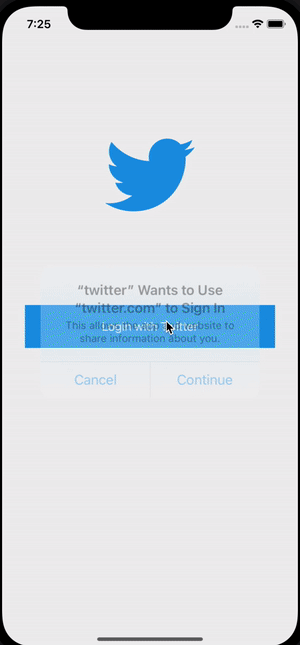 7:25
“twitter” Wants to Use
“twitter.com” to Sign In
Login with Twitter
This allows the app and website to
share information about you.
Cancel
Continue